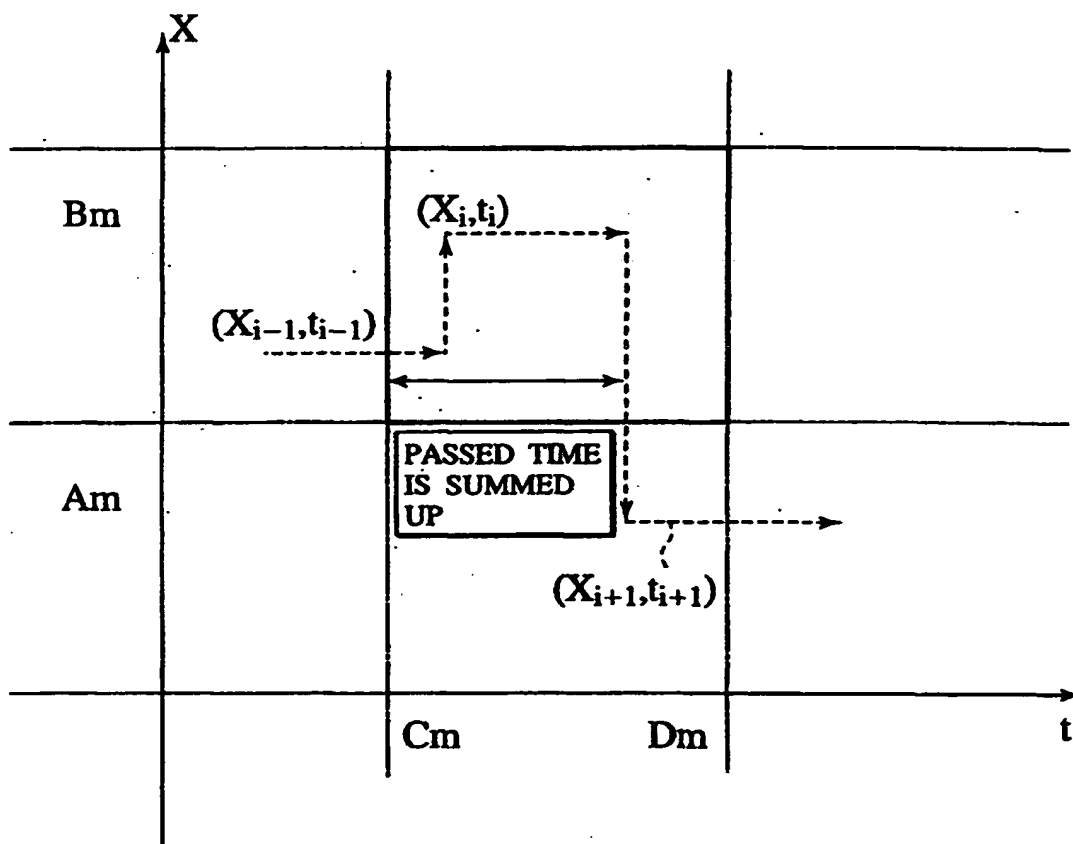 X
Bm
(Xi,ti)
(Xi−1,ti−1)
PASSED TIME
IS SUMMED
UP
Am
(Xi+1,ti+1)
Cm
Dm
t